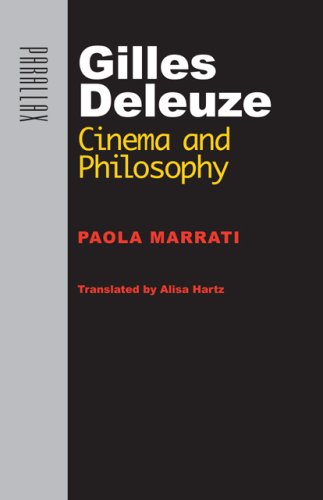 PARALLAX
Gilles
Deleuze
Cinema and
Philosophy
PAOLA MARRATI
Translated by Alisa Hartz